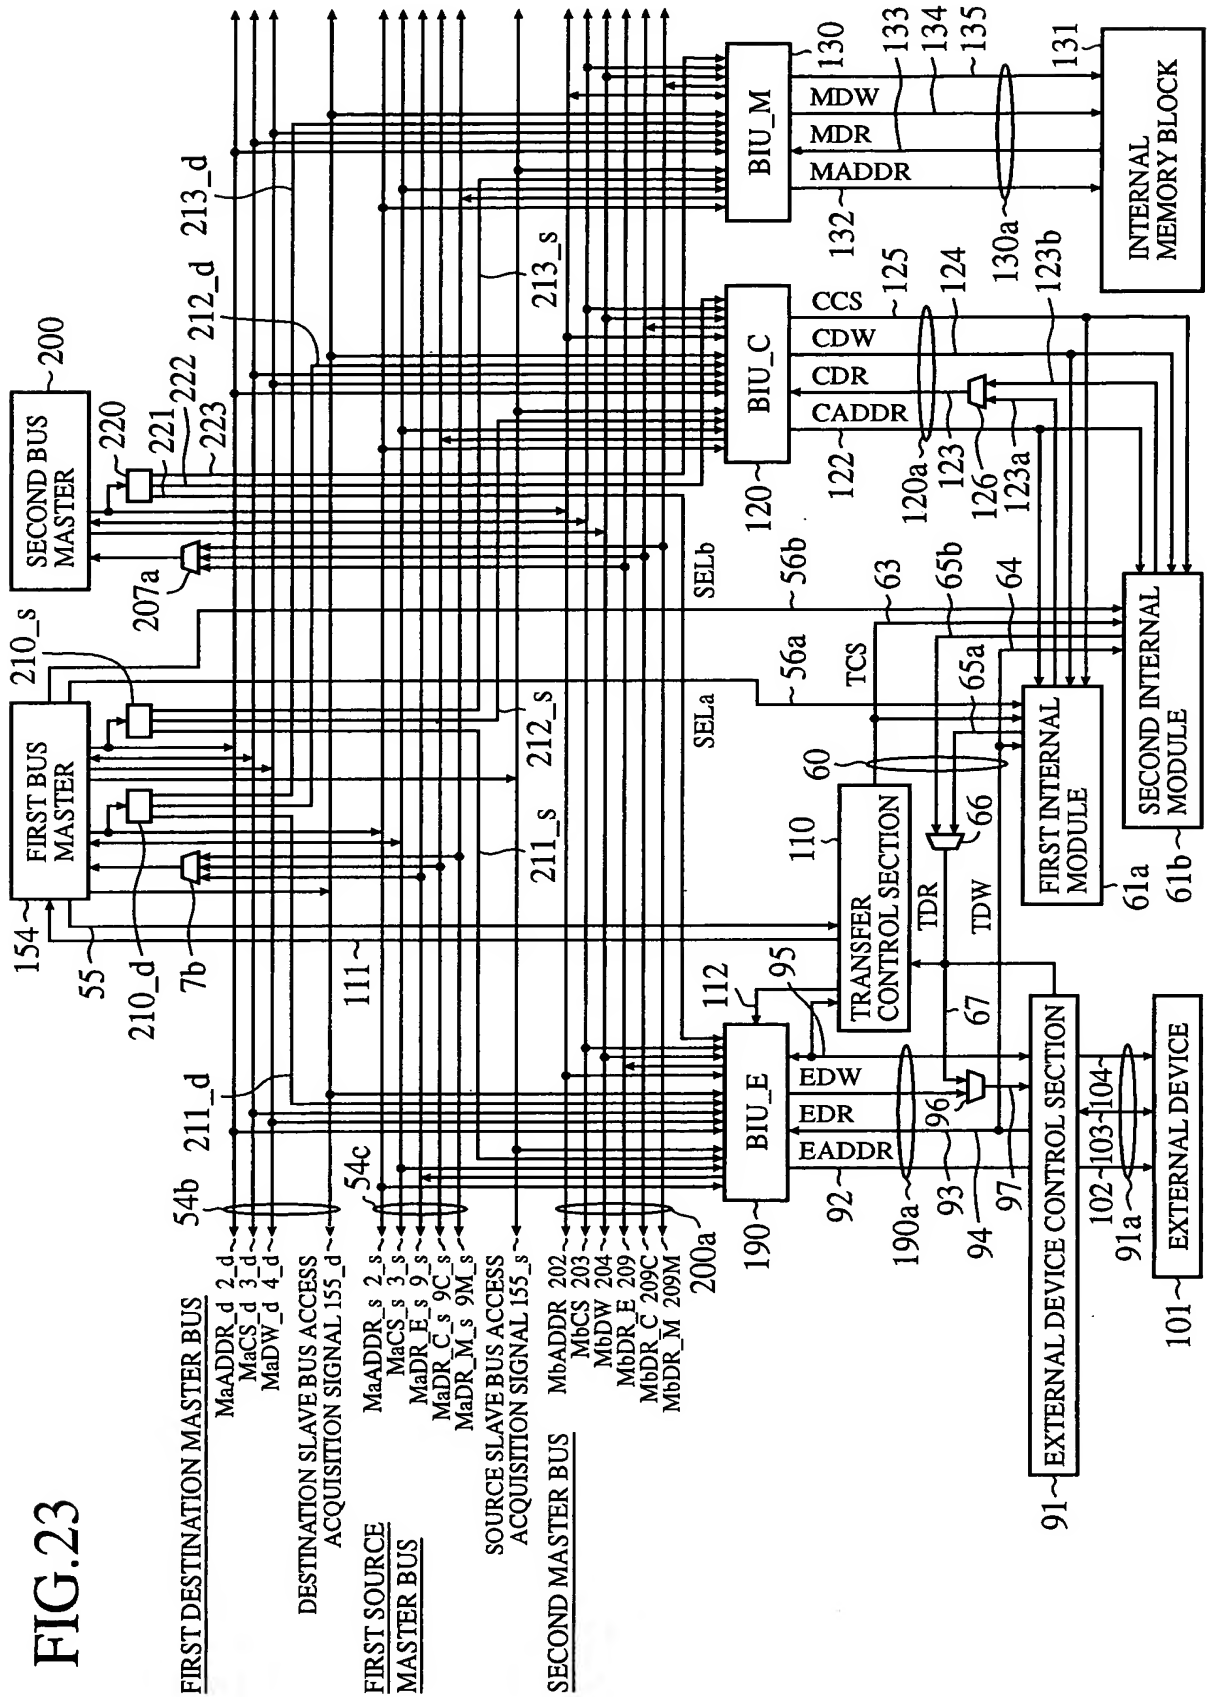 FIG.23
FIRST DESTINATION MASTER BUS
MaADDR_d 2_d
MaCS_d 3_d
MaDW_d 4_d
DESTINATION SLAVE BUS ACCESS
ACQUISITION SIGNAL 155_d
FIRST SOURCE
MASTER BUS
MaADDR_s 2_s
MaCS_s 3_s
MaDR_E_s 9_s
MaDR_C_s 9C_s
MaDR_M_s 9M_s
SOURCE SLAVE BUS ACCESS
ACQUISITION SIGNAL 155_s
SECOND MASTER BUS
MbADDR 202
MbCS 203
MbDW 204
MbDR_E 209
MbDR_C 209C
MbDR_M 209M
54b
54c
200a
211_d
154
FIRST BUS
MASTER
55
210_d
7b
111
210_s
SECOND BUS
MASTER
200
207a
220
221
222
223
212_d
213_d
211_s
212_s
213_s
SELa
SELb
56a
56b
190
BIU_E
112
EDW
EDR
EADDR
95
92
190a
93
94
96
97
67
110
TRANSFER
CONTROL SECTION
TDR
TDW
66
60
TCS
63
65b
64
65a
120
BIU_C
CCS
CDW
CDR
CADDR
122
120a
123
126
123a
125
124
123b
BIU_M
130
MDW
MDR
MADDR
132
130a
133
134
135
131
INTERNAL
MEMORY BLOCK
FIRST INTERNAL
MODULE
61a
SECOND INTERNAL
MODULE
61b
91
EXTERNAL DEVICE CONTROL SECTION
102
103
104
91a
101
EXTERNAL DEVICE